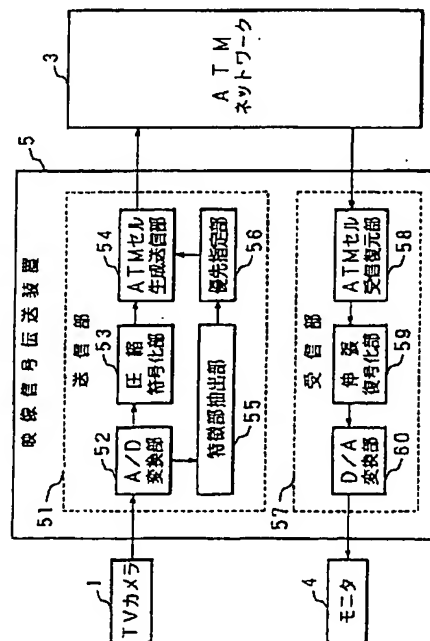 映像信号伝送装置
5
51
送信部
52
A/D
変換部
53
圧縮
符号化部
54
ATMセル
生成送信部
特徴部抽出部
55
優先指定部
56
1
TVカメラ
3
ATM
ネットワーク
57
受信部
D/A
変換部
60
伸張
復号化部
59
ATMセル
受信復元部
58
4
モニタ